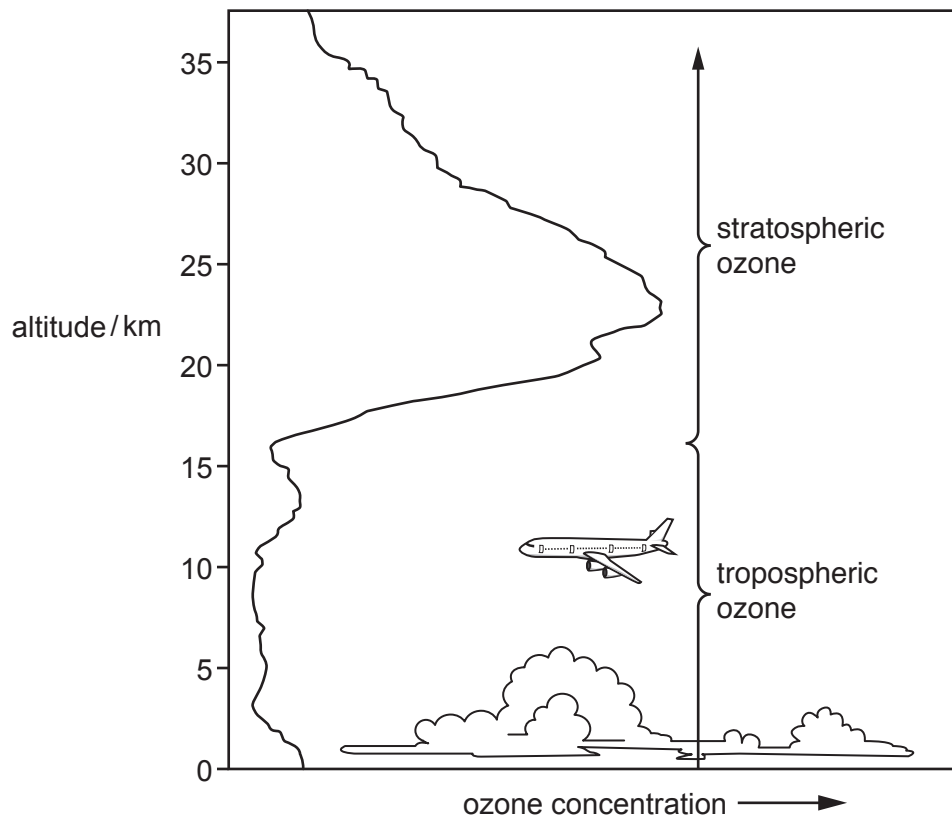 35
30
stratospheric
ozone
25
altitude / km
20
15
10
tropospheric
ozone
5
0
ozone concentration